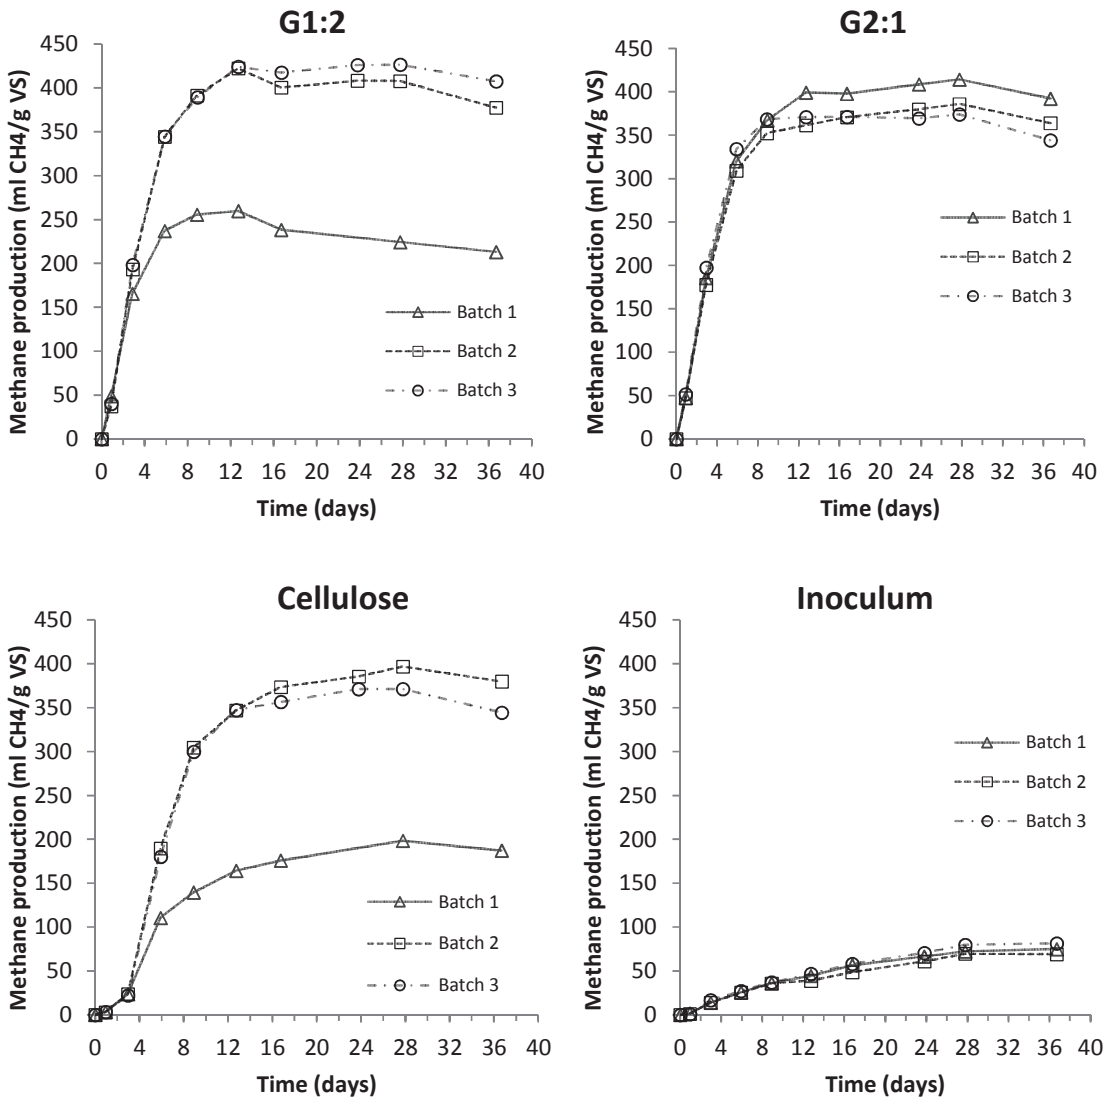 G1:2
Methane production (ml CH4/g VS)
450
400
350
300
250
200
150
100
50
0
0 4 8 12 16 20 24 28 32 36 40
Time (days)
Batch 1
Batch 2
Batch 3
G2:1
Methane production (ml CH4/g VS)
450
400
350
300
250
200
150
100
50
0
0 4 8 12 16 20 24 28 32 36 40
Time (days)
Batch 1
Batch 2
Batch 3
Cellulose
Methane production (ml CH4/g VS)
450
400
350
300
250
200
150
100
50
0
0 4 8 12 16 20 24 28 32 36 40
Time (days)
Batch 1
Batch 2
Batch 3
Inoculum
Methane production (ml CH4/g VS)
450
400
350
300
250
200
150
100
50
0
0 4 8 12 16 20 24 28 32 36 40
Time (days)
Batch 1
Batch 2
Batch 3